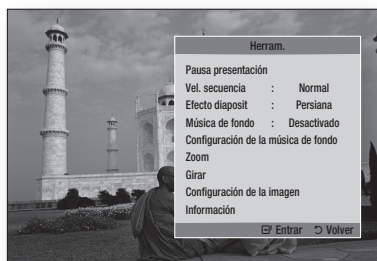 Herram.
Pausa presentación
Vel. secuencia : Normal
Efecto diaposit : Persiana
Música de fondo : Desactivado
Configuración de la música de fondo
Zoom
Girar
Configuración de la imagen
Información
Entrar Volver